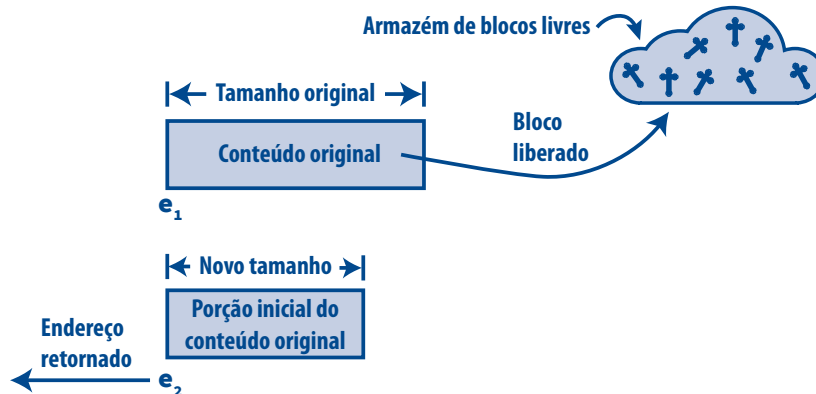 Armazém de blocos livres
Tamanho original
Bloco
liberado
Conteúdo original
e1
Novo tamanho
Porção inicial do
conteúdo original
Endereço
retornado
e2